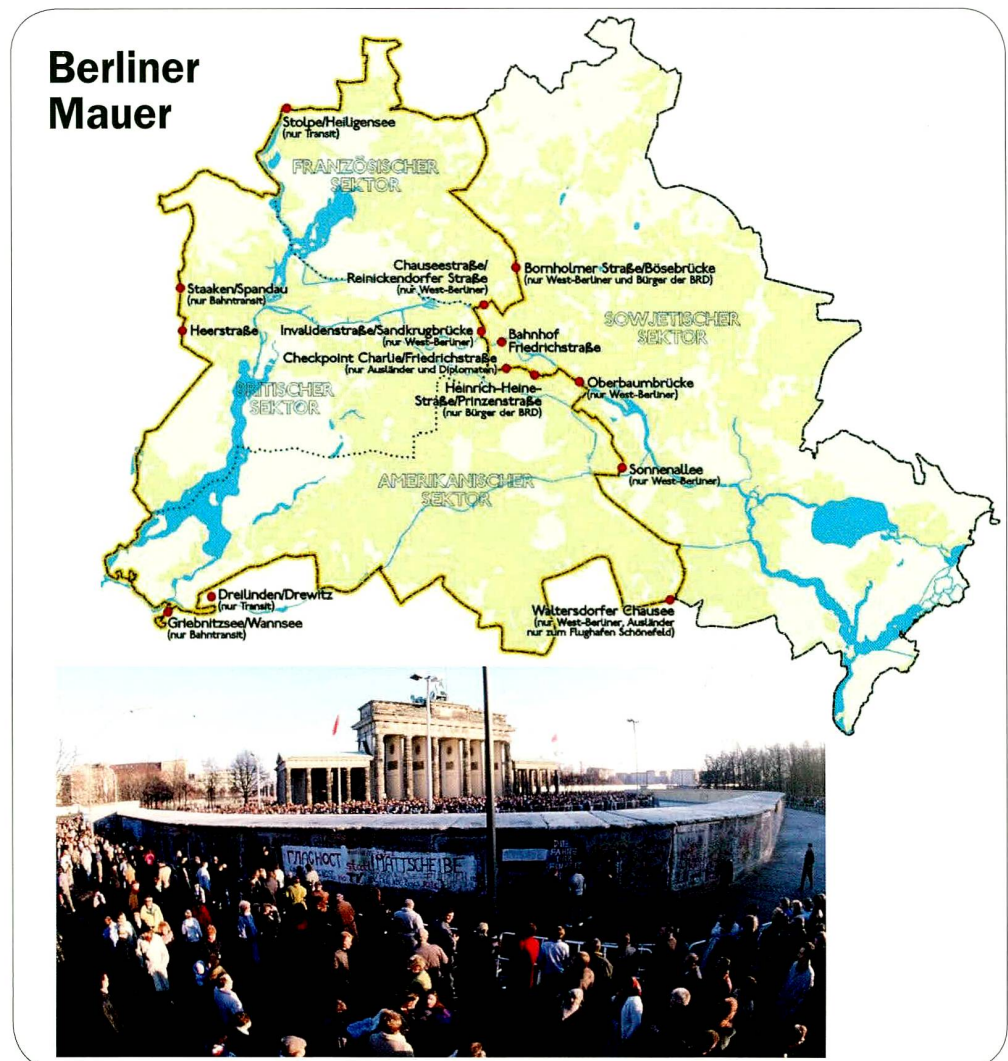 Berliner
Mauer
Stolpe/Heiligensee
(nur Transit)
FRANZÖSISCHER
SEKTOR
Chauseestraße/
Reinickendorfer Straße
(nur West-Berliner)
Bornholmer Straße/Bösebrücke
(nur West-Berliner und Bürger der BRD)
Staaken/Spandau
(nur Bahntransit)
Heerstraße
Invalidenstraße/Sandkrugbrücke
(nur West-Berliner)
Bahnhof
Friedrichstraße
SOWJETISCHER
SEKTOR
Checkpoint Charlie/Friedrichstraße
(nur Ausländer und Diplomaten)
Heinrich-Heine-
Straße/Prinzenstraße
(nur Bürger der BRD)
Oberbaumbrücke
(nur West-Berliner)
BRITISCHER
SEKTOR
Sonnenallee
(nur West-Berliner)
AMERIKANISCHER
SEKTOR
Dreilinden/Drewitz
(nur Transit)
Griebnitzsee/Wannsee
(nur Bahntransit)
Waltersdorfer Chausee
(nur West-Berliner, Ausländer
nur zum Flughafen Schönefeld)
ГЛАСНОСТ
statt MATTSCHEIBE